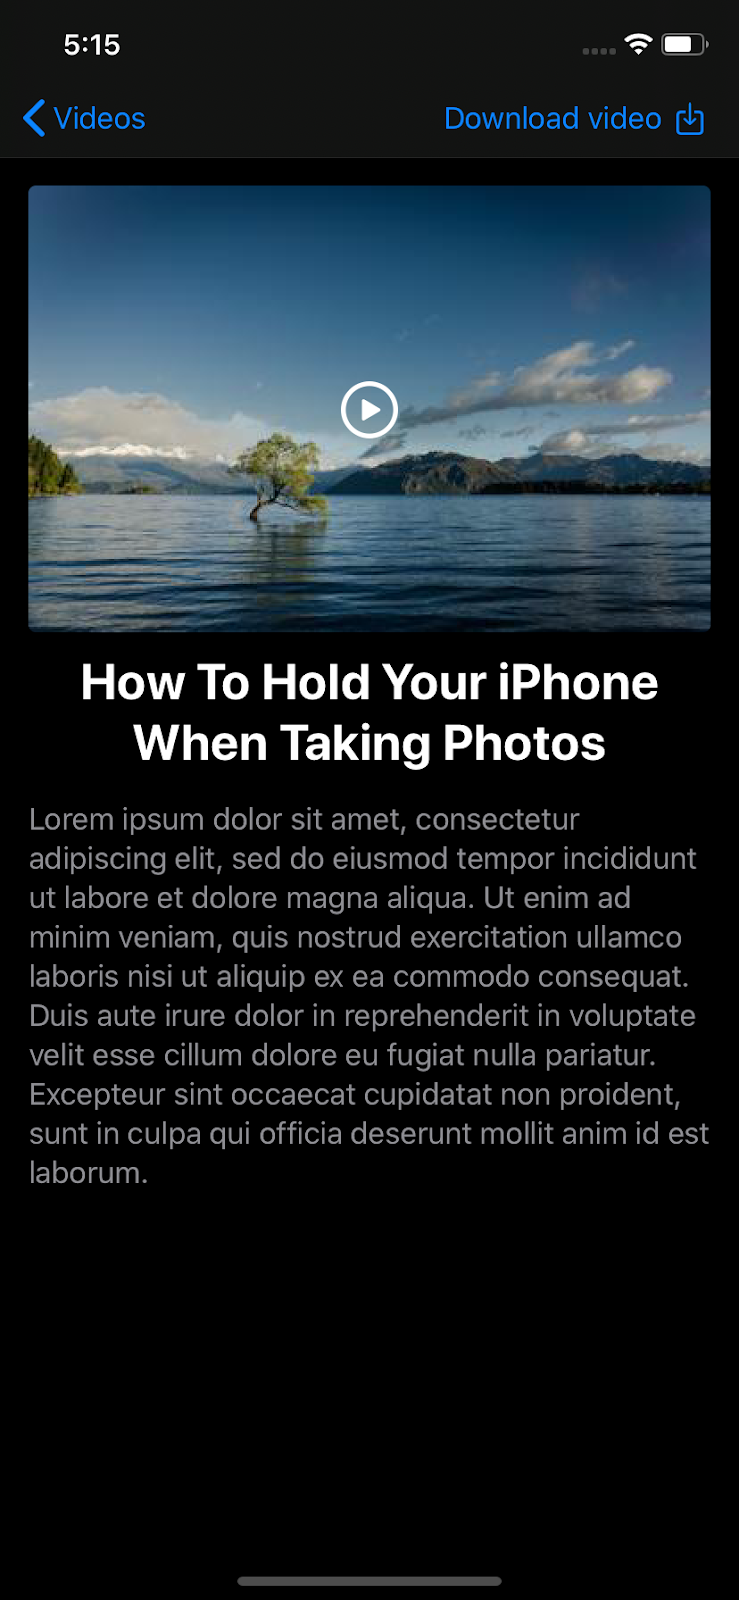 5:15
Videos
Download video
How To Hold Your iPhone
When Taking Photos
Lorem ipsum dolor sit amet, consectetur
adipiscing elit, sed do eiusmod tempor incididunt
ut labore et dolore magna aliqua. Ut enim ad
minim veniam, quis nostrud exercitation ullamco
laboris nisi ut aliquip ex ea commodo consequat.
Duis aute irure dolor in reprehenderit in voluptate
velit esse cillum dolore eu fugiat nulla pariatur.
Excepteur sint occaecat cupidatat non proident,
sunt in culpa qui officia deserunt mollit anim id est
laborum.